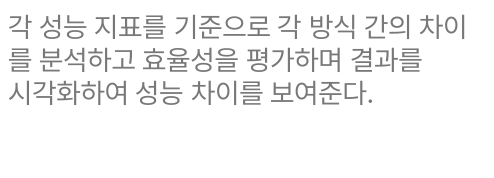 각 성능 지표를 기준으로 각 방식 간의 차이
를 분석하고 효율성을 평가하며 결과를
시각화하여 성능 차이를 보여준다.